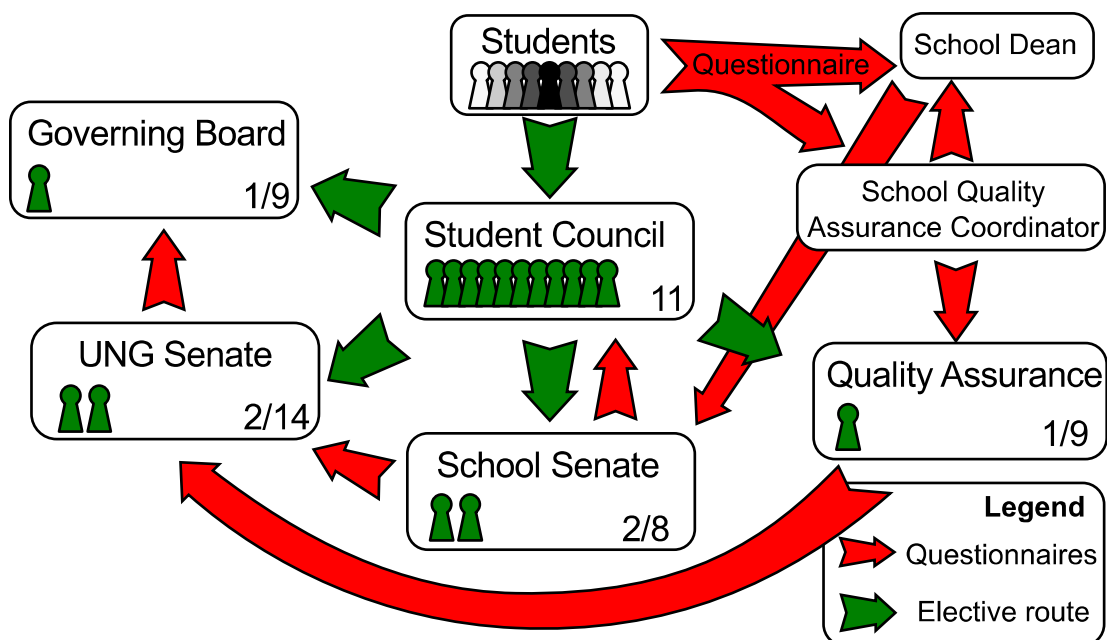 Students
Questionnaire
School Dean
Governing Board
1/9
School Quality
Assurance Coordinator
Student Council
11
UNG Senate
2/14
Quality Assurance
1/9
School Senate
2/8
Legend
Questionnaires
Elective route